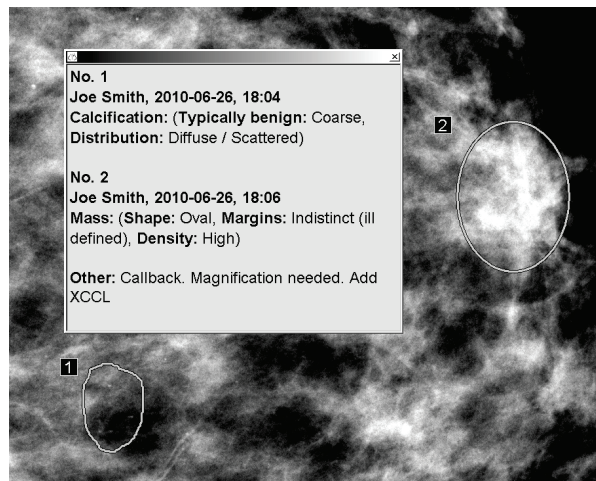 No. 1
Joe Smith, 2010-06-26, 18:04
Calcification: (Typically benign: Coarse,
Distribution: Diffuse / Scattered)
No. 2
Joe Smith, 2010-06-26, 18:06
Mass: (Shape: Oval, Margins: Indistinct (ill
defined), Density: High)
Other: Callback. Magnification needed. Add
XCCL
2
1